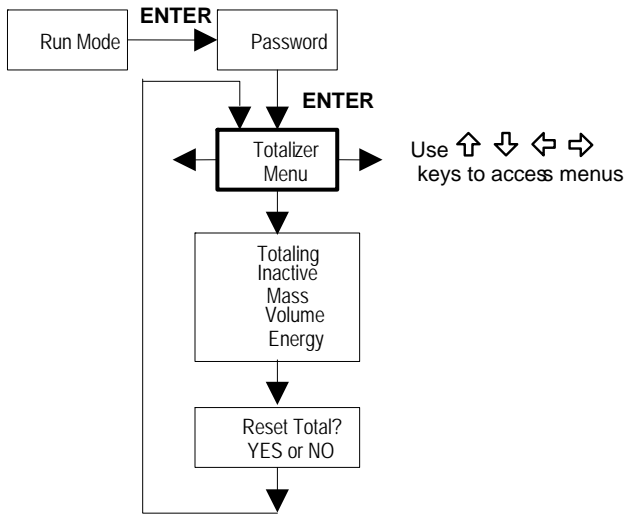 ENTER
Run Mode
Password
ENTER
Totalizer
Menu
Use
keys to access menus
Totaling
Inactive
Mass
Volume
Energy
Reset Total?
YES or NO